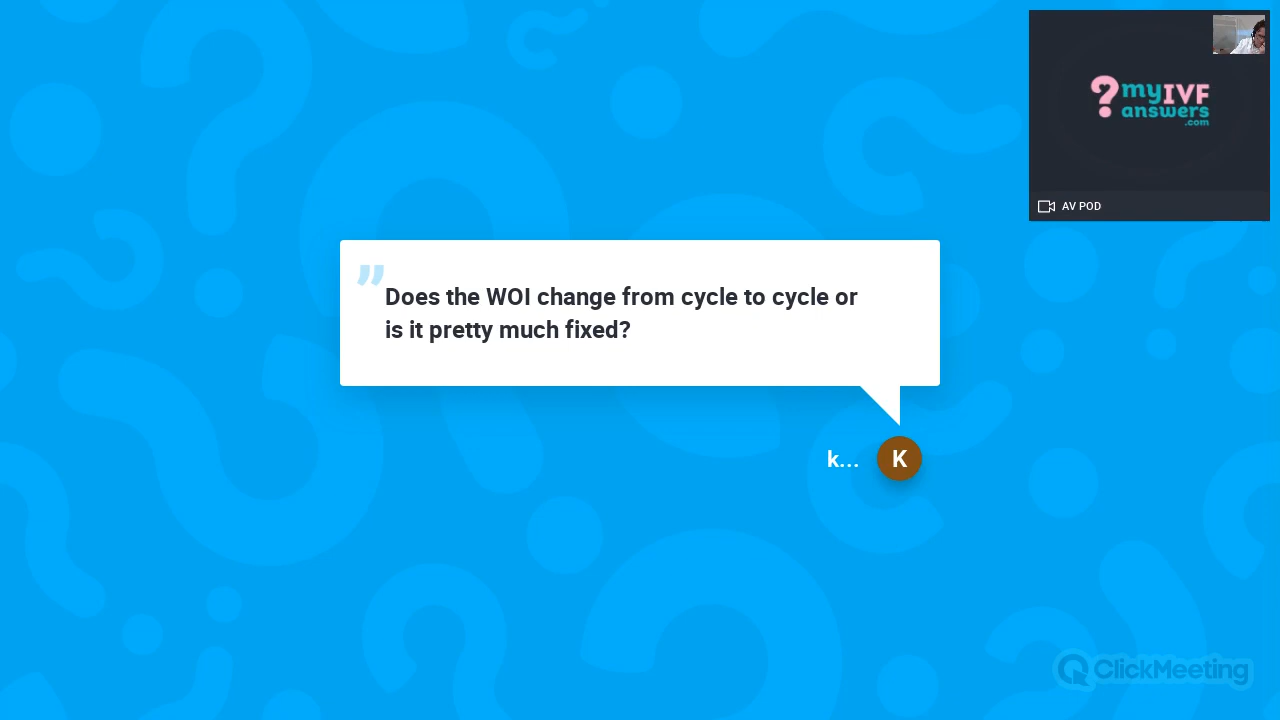 ?myIVF
answers
.com
AV POD
”
Does the WOI change from cycle to cycle or
is it pretty much fixed?
k...
K
ClickMeeting